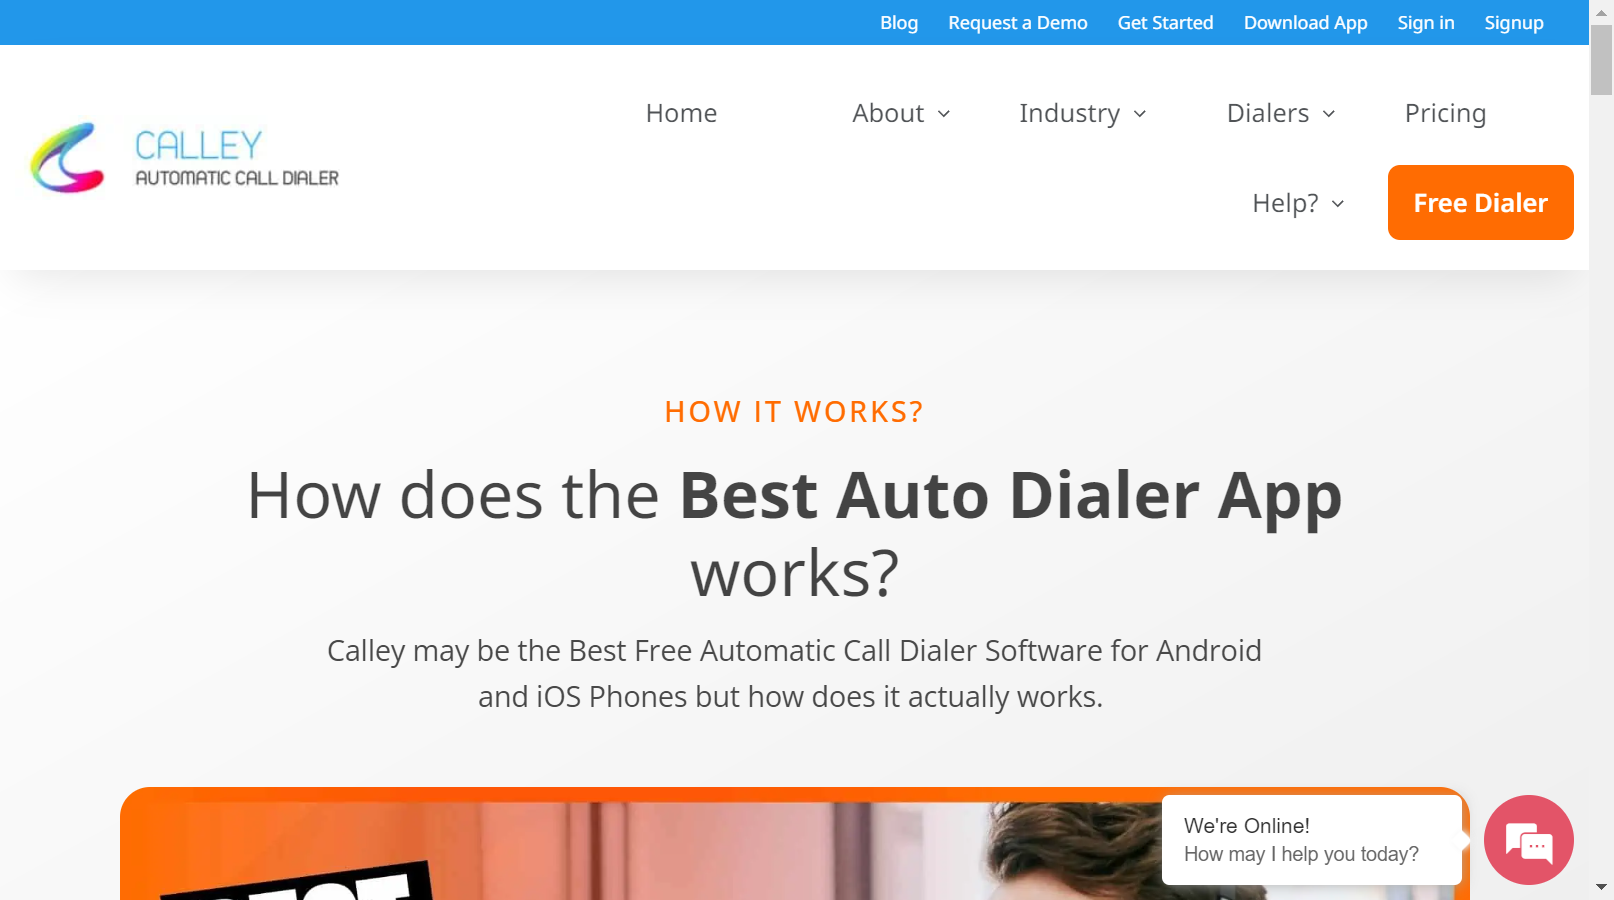 Blog Request a Demo Get Started Download App Sign in Signup
Home About Industry Dialers Pricing
CALLEY
AUTOMATIC CALL DIALER
Help? Free Dialer
HOW IT WORKS?
How does the Best Auto Dialer App
works?
Calley may be the Best Free Automatic Call Dialer Software for Android
and iOS Phones but how does it actually works.
We're Online!
How may I help you today?